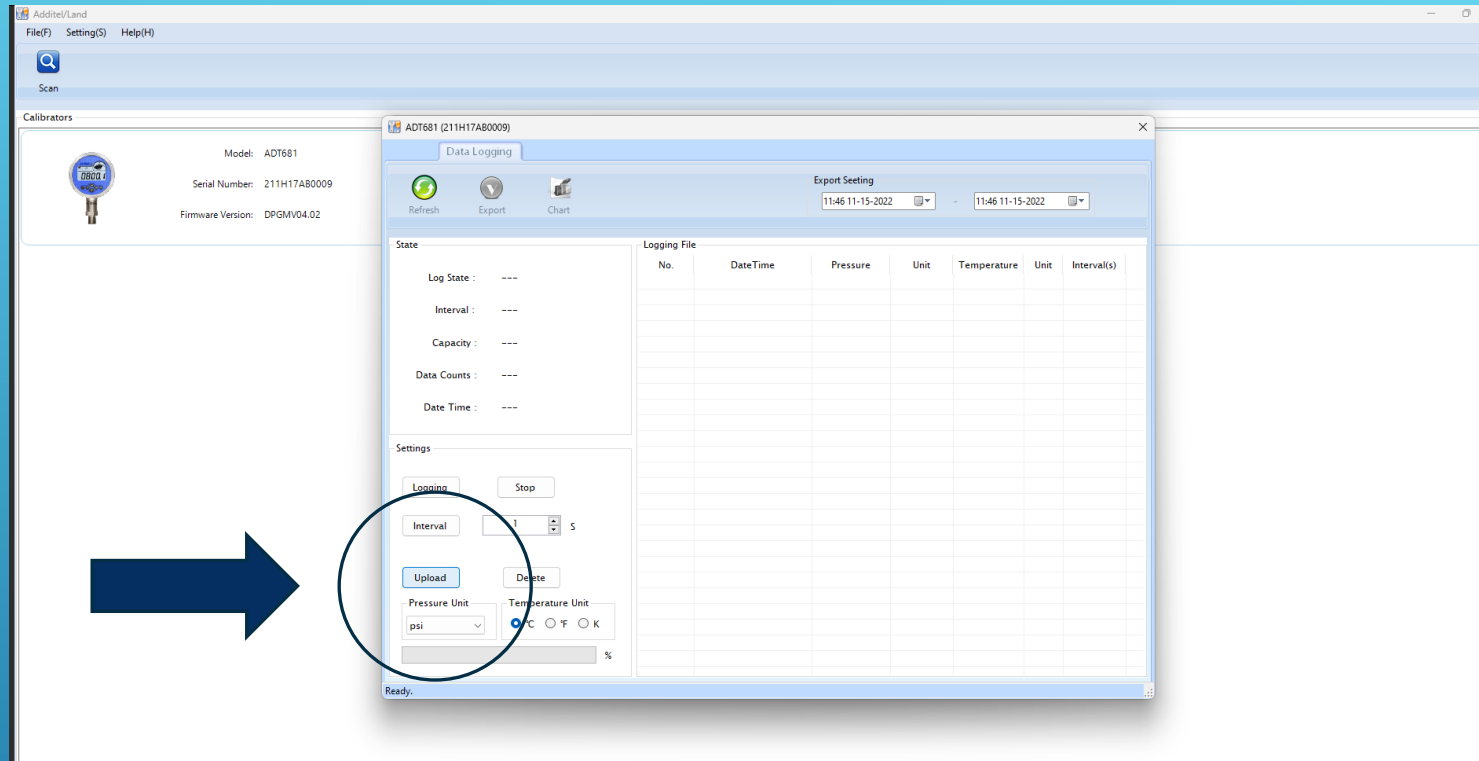 Additel/Land
File(F) Setting(S) Help(H)
Scan
Calibrators
Model: ADT681
Serial Number: 211H17AB0009
Firmware Version: DPGMV04.02
ADT681 (211H17AB0009)
Data Logging
Refresh Export Chart
Export Seeting
11:46 11-15-2022 - 11:46 11-15-2022
State
Log State : ---
Interval : ---
Capacity : ---
Data Counts : ---
Date Time : ---
Logging File
No. DateTime Pressure Unit Temperature Unit Interval(s)
Settings
Logging Stop
Interval 1 S
Upload Delete
Pressure Unit Temperature Unit
psi °C °F K
%
Ready.